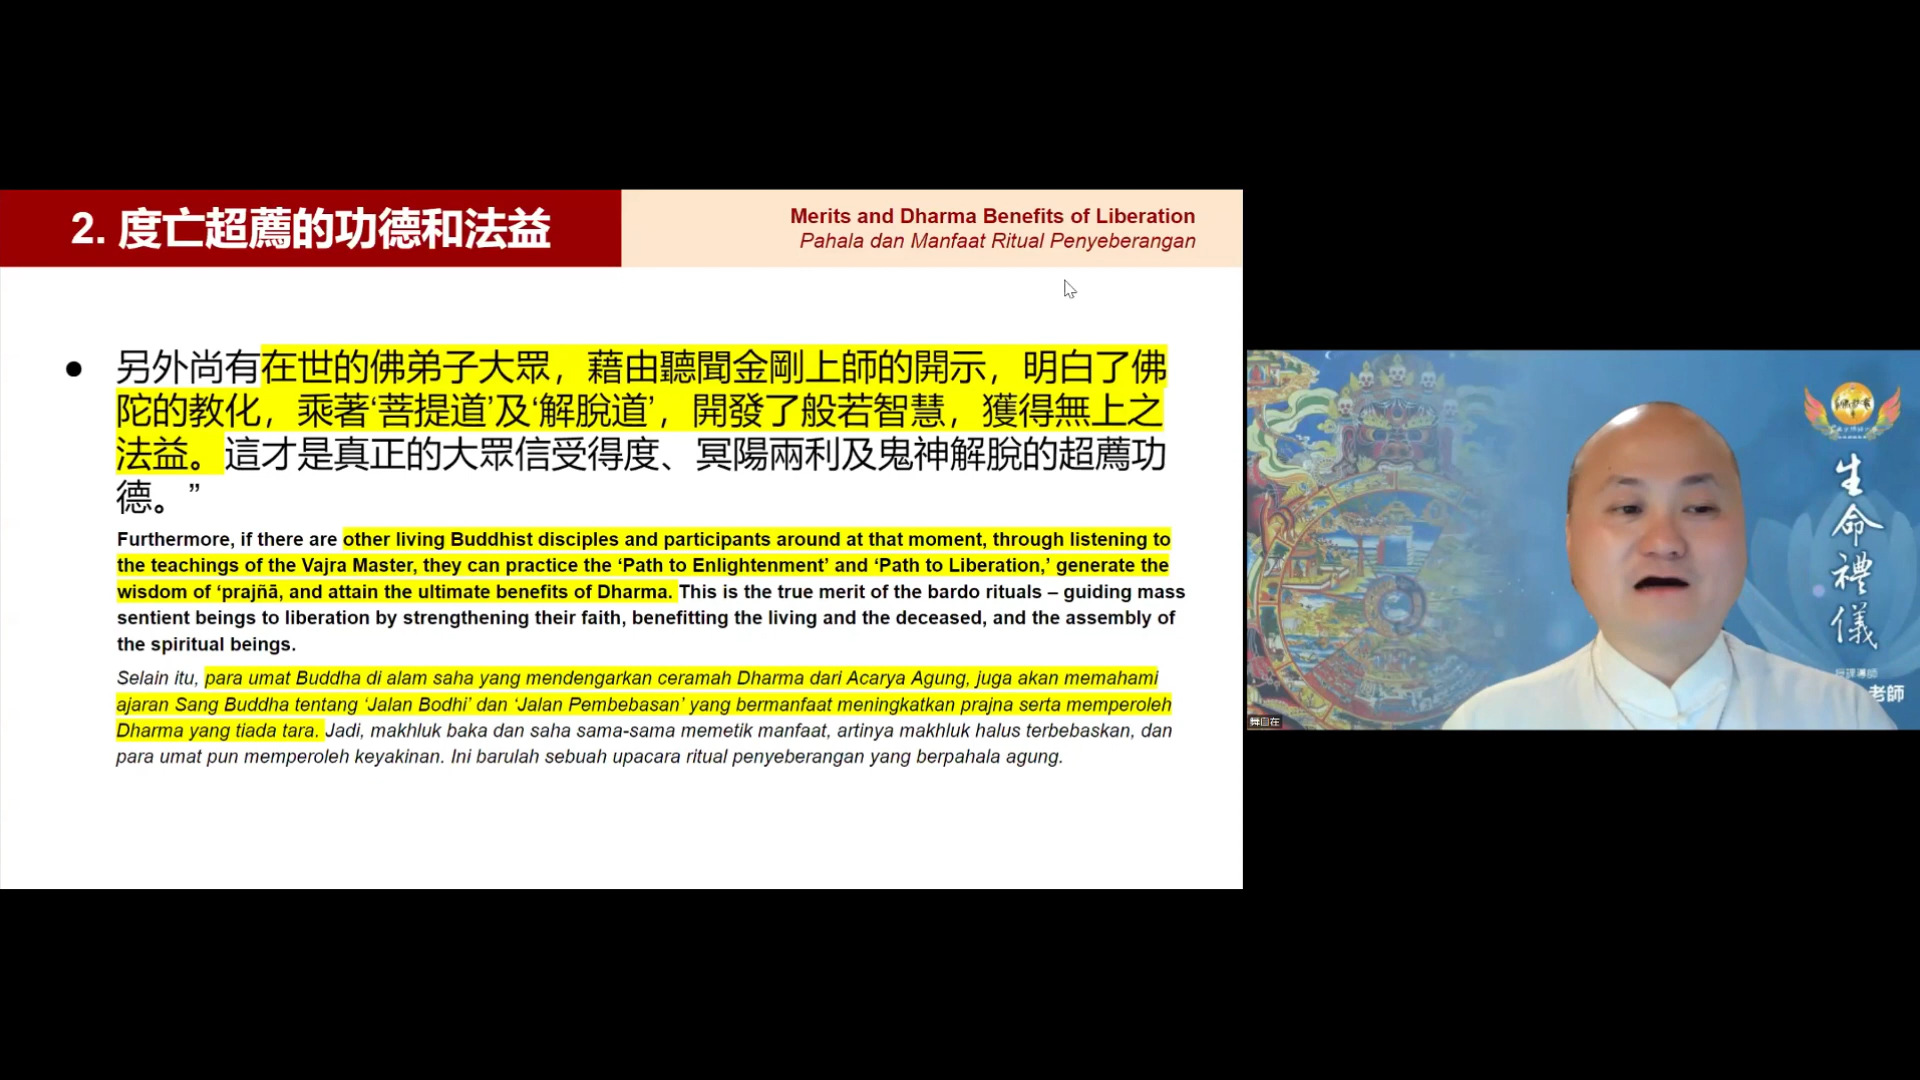 2. 度亡超薦的功德和法益
Merits and Dharma Benefits of Liberation
Pahala dan Manfaat Ritual Penyeberangan
● 另外尚有在世的佛弟子大眾，藉由聽聞金剛上師的開示，明白了佛
陀的教化，乘著‘菩提道’及‘解脫道’，開發了般若智慧，獲得無上之
法益。這才是真正的大眾信受得度、冥陽兩利及鬼神解脫的超薦功
德。”
Furthermore, if there are other living Buddhist disciples and participants around at that moment, through listening to
the teachings of the Vajra Master, they can practice the ‘Path to Enlightenment’ and ‘Path to Liberation,’ generate the
wisdom of ‘prajñā, and attain the ultimate benefits of Dharma. This is the true merit of the bardo rituals – guiding mass
sentient beings to liberation by strengthening their faith, benefitting the living and the deceased, and the assembly of
the spiritual beings.
Selain itu, para umat Buddha di alam saha yang mendengarkan ceramah Dharma dari Acarya Agung, juga akan memahami
ajaran Sang Buddha tentang ‘Jalan Bodhi’ dan ‘Jalan Pembebasan’ yang bermanfaat meningkatkan prajna serta memperoleh
Dharma yang tiada tara. Jadi, makhluk baka dan saha sama-sama memetik manfaat, artinya makhluk halus terbebaskan, dan
para umat pun memperoleh keyakinan. Ini barulah sebuah upacara ritual penyeberangan yang berpahala agung.
生命禮儀
授課導師
老師